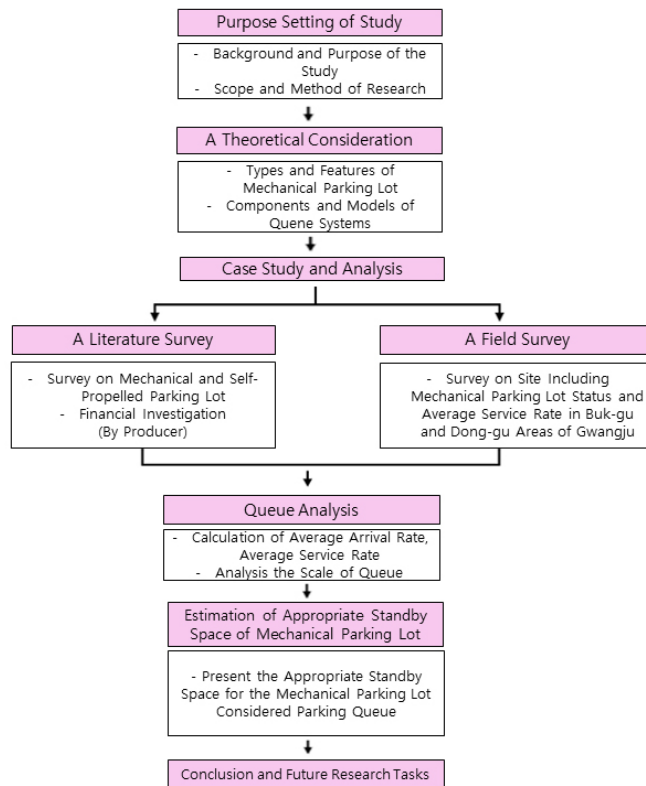 Purpose Setting of Study
- Background and Purpose of the
Study
- Scope and Method of Research
A Theoretical Consideration
- Types and Features of
Mechanical Parking Lot
- Components and Models of
Quene Systems
Case Study and Analysis
A Literature Survey
- Survey on Mechanical and Self-
Propelled Parking Lot
- Financial Investigation
(By Producer)
A Field Survey
- Survey on Site Including
Mechanical Parking Lot Status and
Average Service Rate in Buk-gu
and Dong-gu Areas of Gwangju
Queue Analysis
- Calculation of Average Arrival Rate,
Average Service Rate
- Analysis the Scale of Queue
Estimation of Appropriate Standby
Space of Mechanical Parking Lot
- Present the Appropriate Standby
Space for the Mechanical Parking Lot
Considered Parking Queue
Conclusion and Future Research Tasks